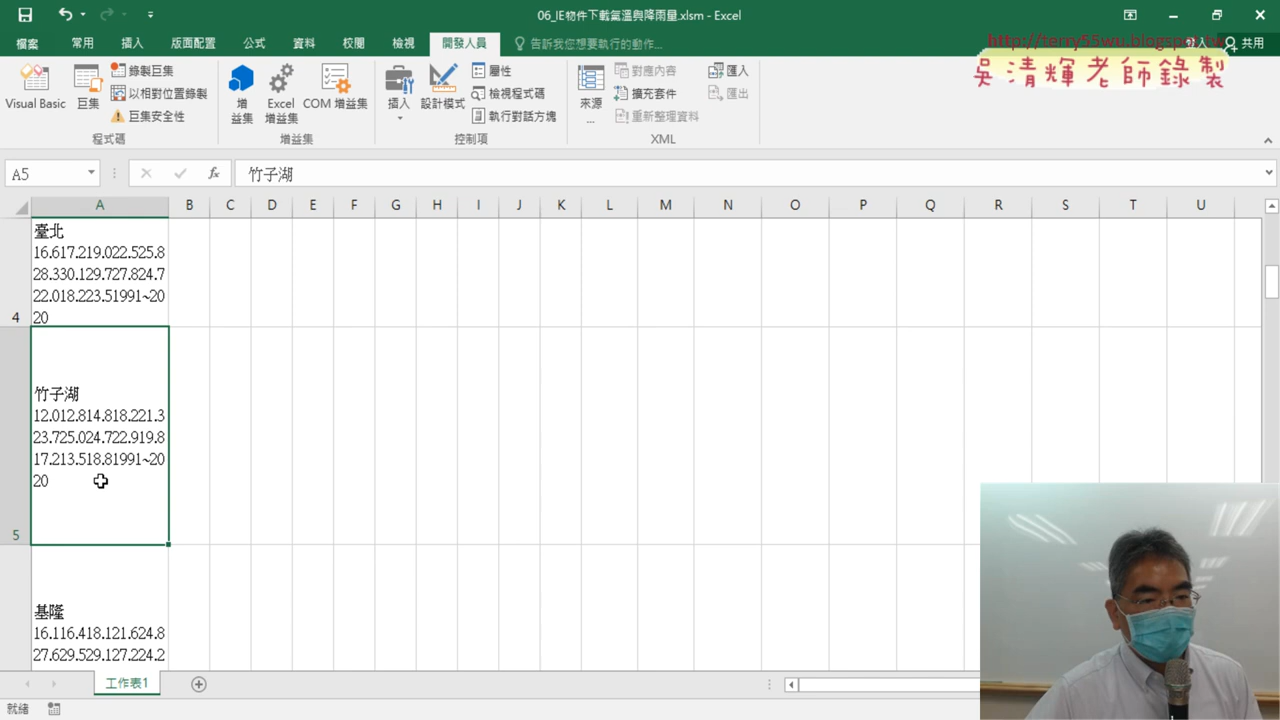 06_IE物件下載氣溫與降雨量.xlsm - Excel
檔案 常用 插入 版面配置 公式 資料 校閱 檢視 開發人員 告訴我您想要執行的動作... 登入 共用
http://terry55wu.blogspot.tw
吳清輝老師錄製
Visual Basic 巨集 錄製巨集 以相對位置錄製 巨集安全性
增益集 Excel 增益集 COM 增益集
插入 設計模式 屬性 檢視程式碼 執行對話方塊
來源... 對應內容 擴充套件 重新整理資料 匯入 匯出
程式碼 增益集 控制項 XML
A5 fx 竹子湖
A B C D E F G H I J K L M N O P Q R S T U
臺北
16.617.219.022.525.8
28.330.129.727.824.7
22.018.223.51991~20
4 20
竹子湖
12.012.814.818.221.3
23.725.024.722.919.8
17.213.518.81991~20
20
5
基隆
16.116.418.121.624.8
27.629.529.127.224.2
工作表1
就緒